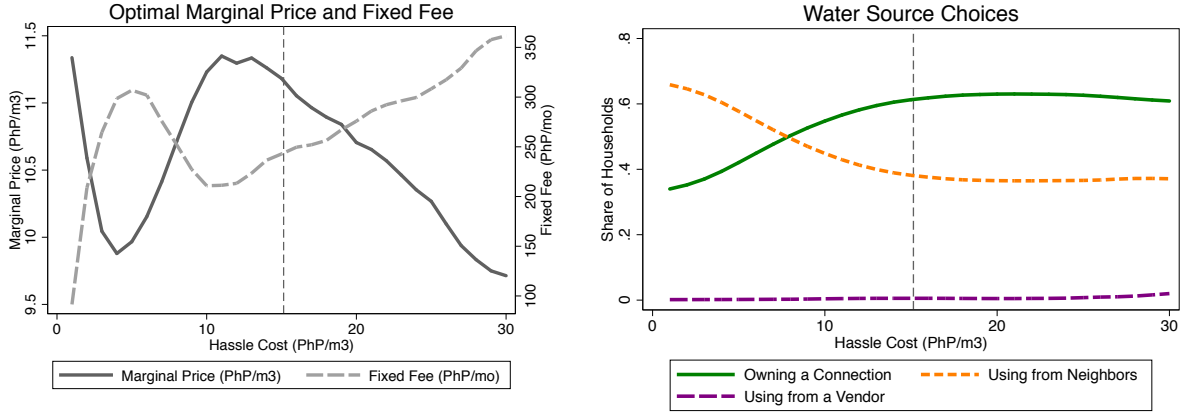 Optimal Marginal Price and Fixed Fee
Marginal Price (PhP/m3)
11.5
11
10.5
10
9.5
350
300
250
200
150
100
Fixed Fee (PhP/mo)
0
10
20
30
Hassle Cost (PhP/m3)
Marginal Price (PhP/m3)
Fixed Fee (PhP/mo)
Water Source Choices
Share of Households
.8
.6
.4
.2
0
0
10
20
30
Hassle Cost (PhP/m3)
Owning a Connection
Using from Neighbors
Using from a Vendor